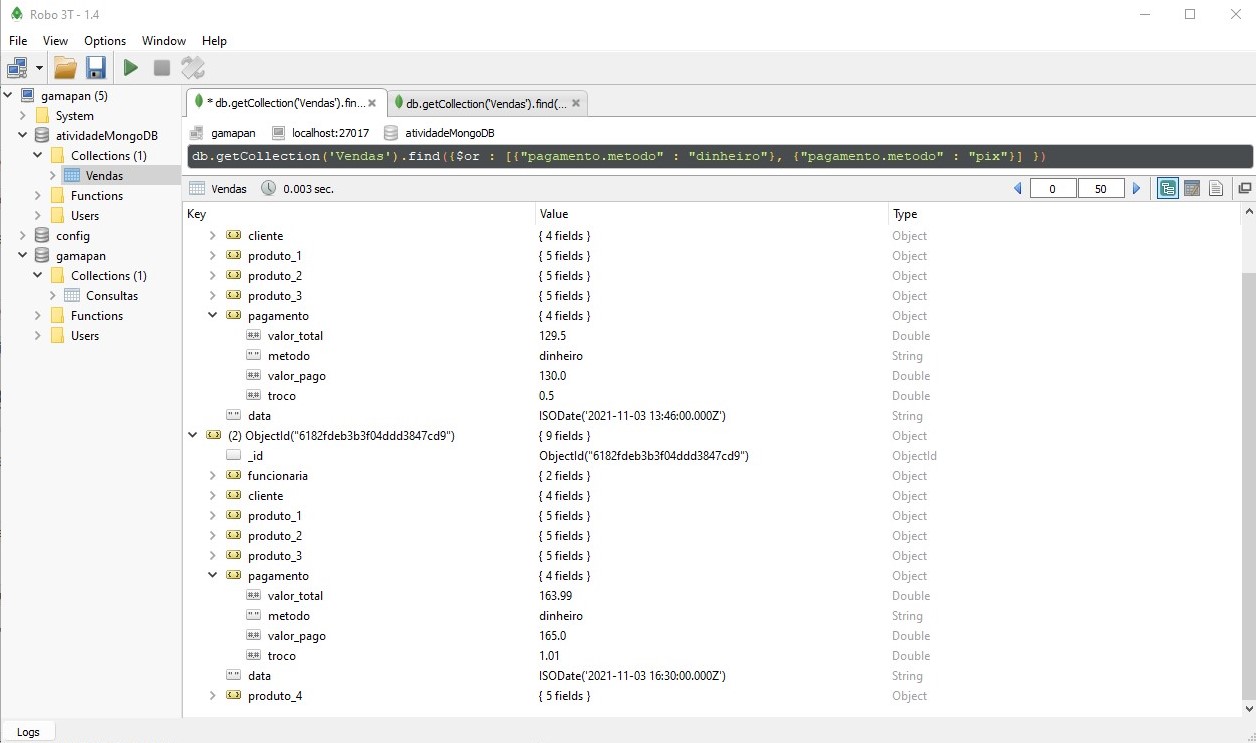 Robo 3T - 1.4
File View Options Window Help
gamapan (5)
System
atividadeMongoDB
Collections (1)
Vendas
Functions
Users
config
gamapan
Collections (1)
Consultas
Functions
Users
* db.getCollection('Vendas').fin... db.getCollection('Vendas').find(...
gamapan localhost:27017 atividadeMongoDB
db.getCollection('Vendas').find({$or : [{"pagamento.metodo" : "dinheiro"}, {"pagamento.metodo" : "pix"}] })
Vendas 0.003 sec. 0 50
Key Value Type
cliente { 4 fields } Object
produto_1 { 5 fields } Object
produto_2 { 5 fields } Object
produto_3 { 5 fields } Object
pagamento { 4 fields } Object
valor_total 129.5 Double
metodo dinheiro String
valor_pago 130.0 Double
troco 0.5 Double
data ISODate('2021-11-03 13:46:00.000Z') String
(2) ObjectId("6182fdeb3b3f04ddd3847cd9") { 9 fields } Object
_id ObjectId("6182fdeb3b3f04ddd3847cd9") ObjectId
funcionaria { 2 fields } Object
cliente { 4 fields } Object
produto_1 { 5 fields } Object
produto_2 { 5 fields } Object
produto_3 { 5 fields } Object
pagamento { 4 fields } Object
valor_total 163.99 Double
metodo dinheiro String
valor_pago 165.0 Double
troco 1.01 Double
data ISODate('2021-11-03 16:30:00.000Z') String
produto_4 { 5 fields } Object
Logs